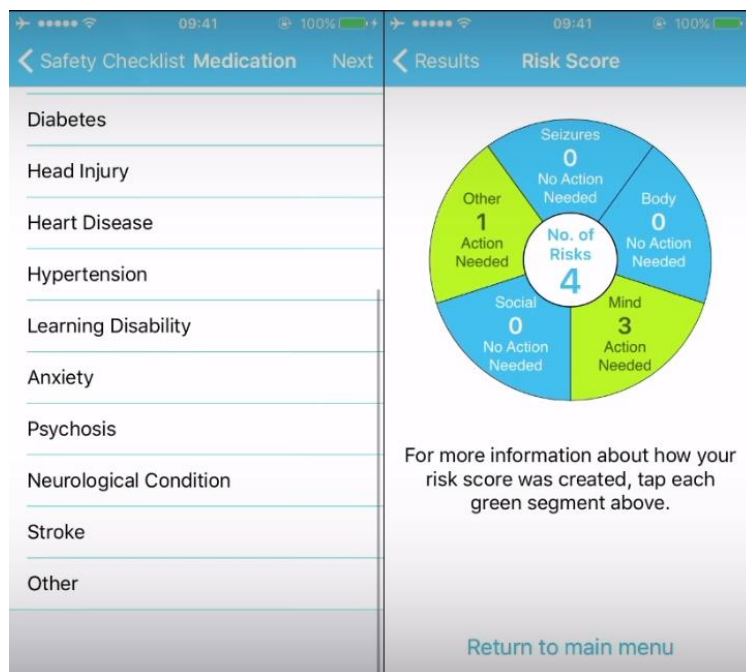 09:41
100%
Safety Checklist Medication Next
Diabetes
Head Injury
Heart Disease
Hypertension
Learning Disability
Anxiety
Psychosis
Neurological Condition
Stroke
Other
09:41
100%
Results Risk Score
Seizures
0
No Action
Needed
Body
0
No Action
Needed
Mind
3
Action
Needed
Social
0
No Action
Needed
Other
1
Action
Needed
No. of
Risks
4
For more information about how your
risk score was created, tap each
green segment above.
Return to main menu